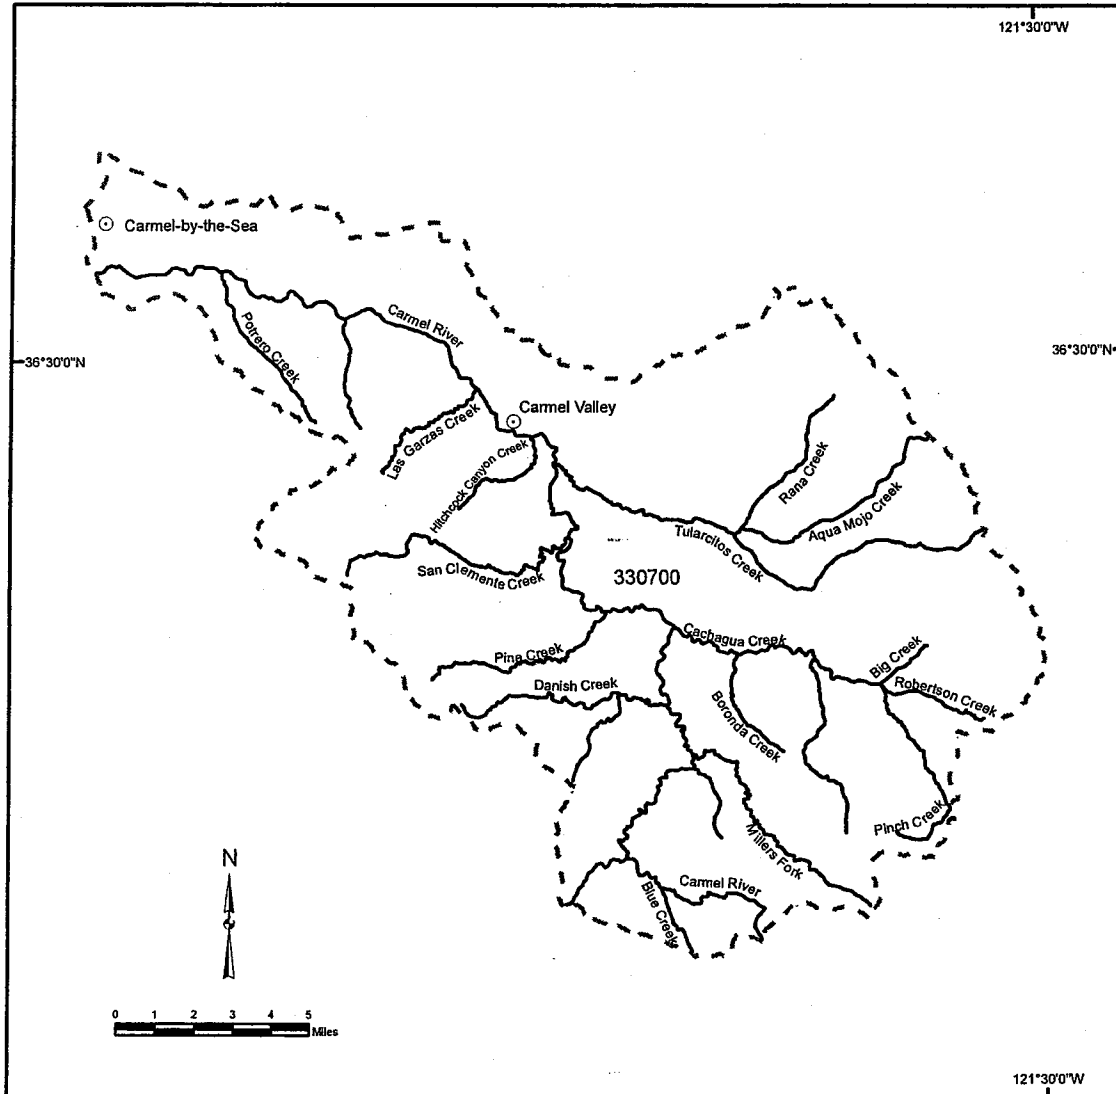 121°30'0"W
Carmel-by-the-Sea
Carmel River
Potrero Creek
36°30'0"N
36°30'0"N
Carmel Valley
Las Garzas Creek
Hitchcock Canyon Creek
Rana Creek
Aqua Mojo Creek
Tularcitos Creek
San Clemente Creek
330700
Cachagua Creek
Big Creek
Pine Creek
Robertson Creek
Danish Creek
Boronda Creek
Pinch Creek
Millers Fork
N
Carmel River
Blue Creek
0 1 2 3 4 5
Miles
121°30'0"W